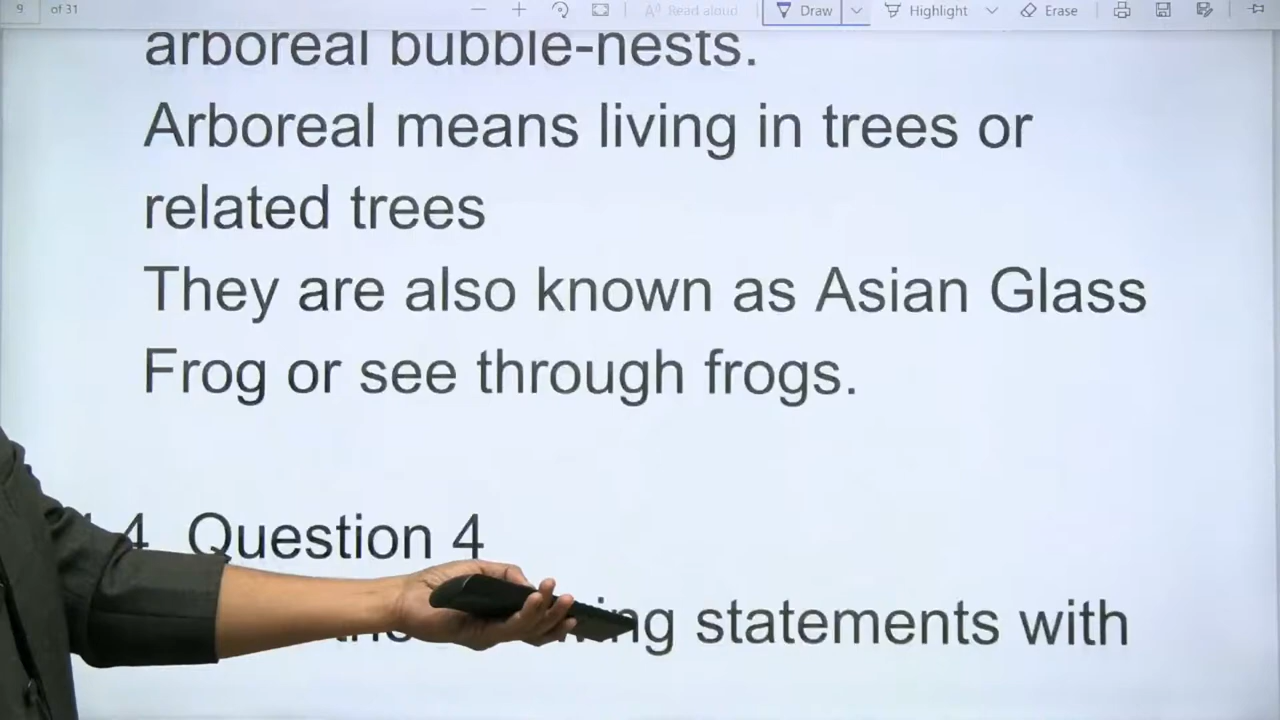 9 of 31 Read aloud Draw Highlight Erase
arboreal bubble-nests.
Arboreal means living in trees or
related trees
They are also known as Asian Glass
Frog or see through frogs.
4 Question 4
statements with